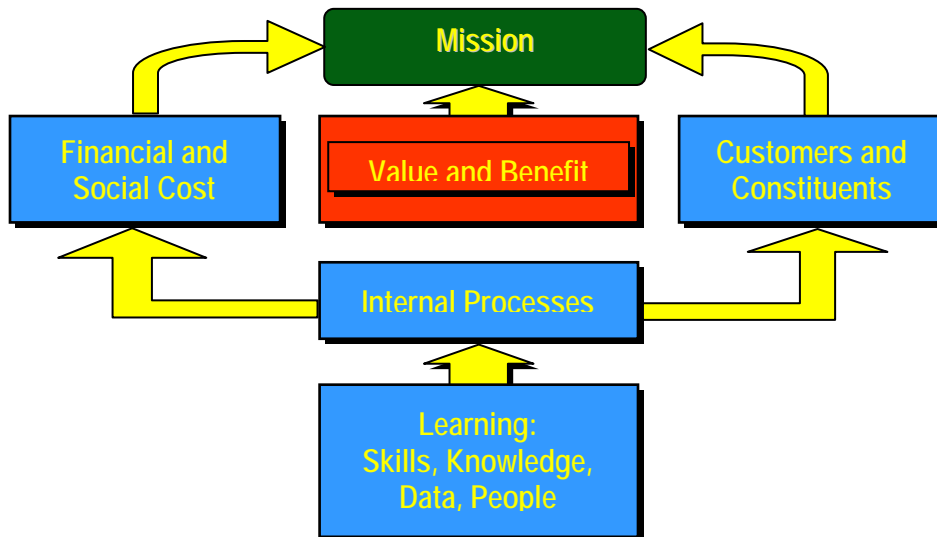 Mission
Financial and
Social Cost
Value and Benefit
Customers and
Constituents
Internal Processes
Learning:
Skills, Knowledge,
Data, People